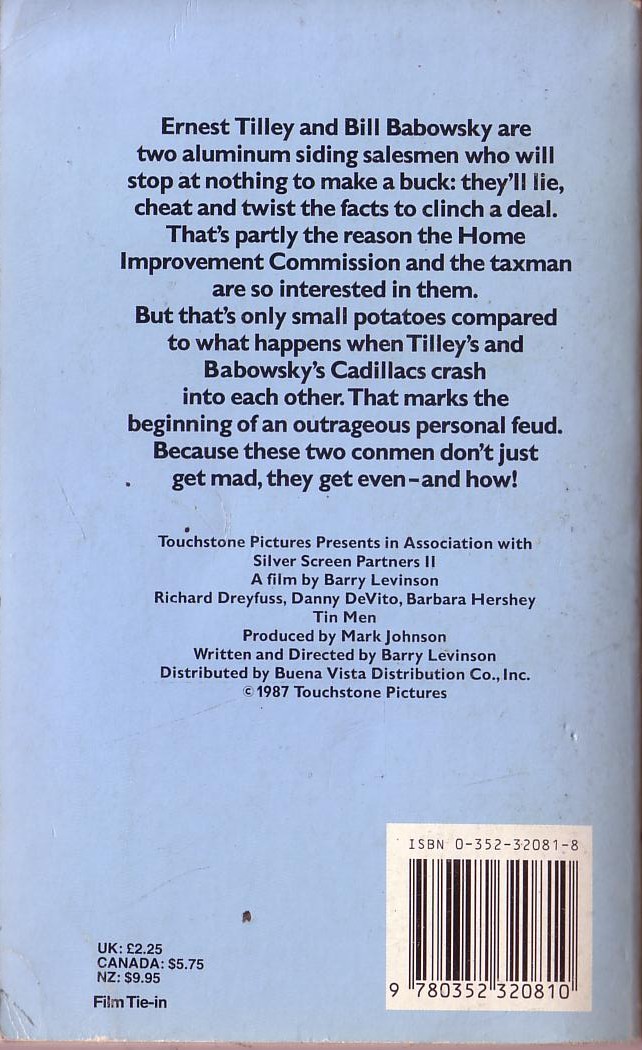 Ernest Tilley and Bill Babowsky are
two aluminum siding salesmen who will
stop at nothing to make a buck: they'll lie,
cheat and twist the facts to clinch a deal.
That's partly the reason the Home
Improvement Commission and the taxman
are so interested in them.
But that's only small potatoes compared
to what happens when Tilley's and
Babowsky's Cadillacs crash
into each other. That marks the
beginning of an outrageous personal feud.
Because these two conmen don't just
get mad, they get even–and how!
Touchstone Pictures Presents in Association with
Silver Screen Partners II
A film by Barry Levinson
Richard Dreyfuss, Danny DeVito, Barbara Hershey
Tin Men
Produced by Mark Johnson
Written and Directed by Barry Levinson
Distributed by Buena Vista Distribution Co., Inc.
© 1987 Touchstone Pictures
ISBN 0-352-32081-8
9 780352 320810
UK: £2.25
CANADA: $5.75
NZ: $9.95
Film Tie-in